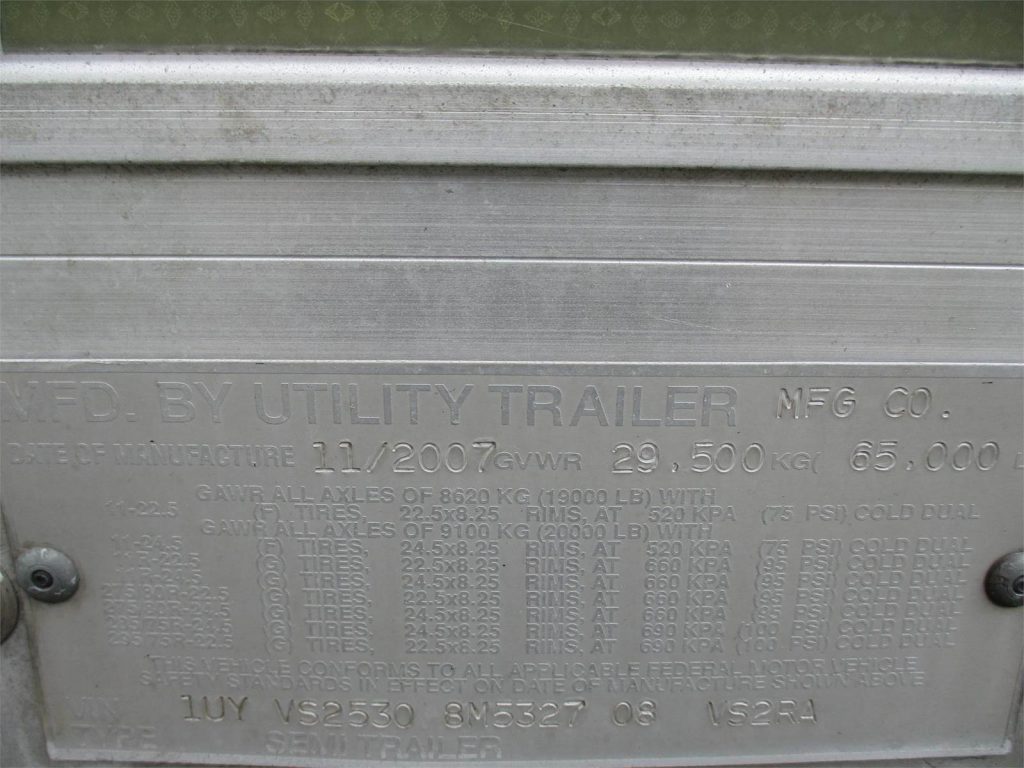 MFD. BY UTILITY TRAILER MFG CO.
DATE OF MANUFACTURE 11/2007 GVWR 29,500 KG( 65,000 L
GAWR ALL AXLES OF 8620 KG (19000 LB) WITH
11-22.5 (F) TIRES, 22.5x8.25 RIMS, AT 520 KPA (75 PSI) COLD DUAL
GAWR ALL AXLES OF 9100 KG (20000 LB) WITH
11-24.5 (F) TIRES, 24.5x8.25 RIMS, AT 520 KPA (75 PSI) COLD DUAL
(G) TIRES, 22.5x8.25 RIMS, AT 660 KPA PSI) COLD DUAL
(G) TIRES, 24.5x8.25 RIMS, AT 660 KPA PSI) COLD DUAL
(G) TIRES, 22.5x8.25 RIMS, AT 660 KPA PSI) COLD DUAL
(G) TIRES, 24.5x8.25 RIMS, AT 660 KPA PSI) COLD DUAL
(G) TIRES, 24.5x8.25 RIMS, AT 690 KPA (100 PSI) COLD DUAL
(G) TIRES, 22.5x8.25 RIMS, AT 690 KPA (100 PSI) COLD DUAL
THIS VEHICLE CONFORMS TO ALL APPLICABLE FEDERAL MOTOR VEHICLE
SAFETY STANDARDS IN EFFECT ON DATE OF MANUFACTURE SHOWN ABOVE
VIN 1UY VS2530 8M5327 08 VS2RA
TYPE SEMI TRAILER